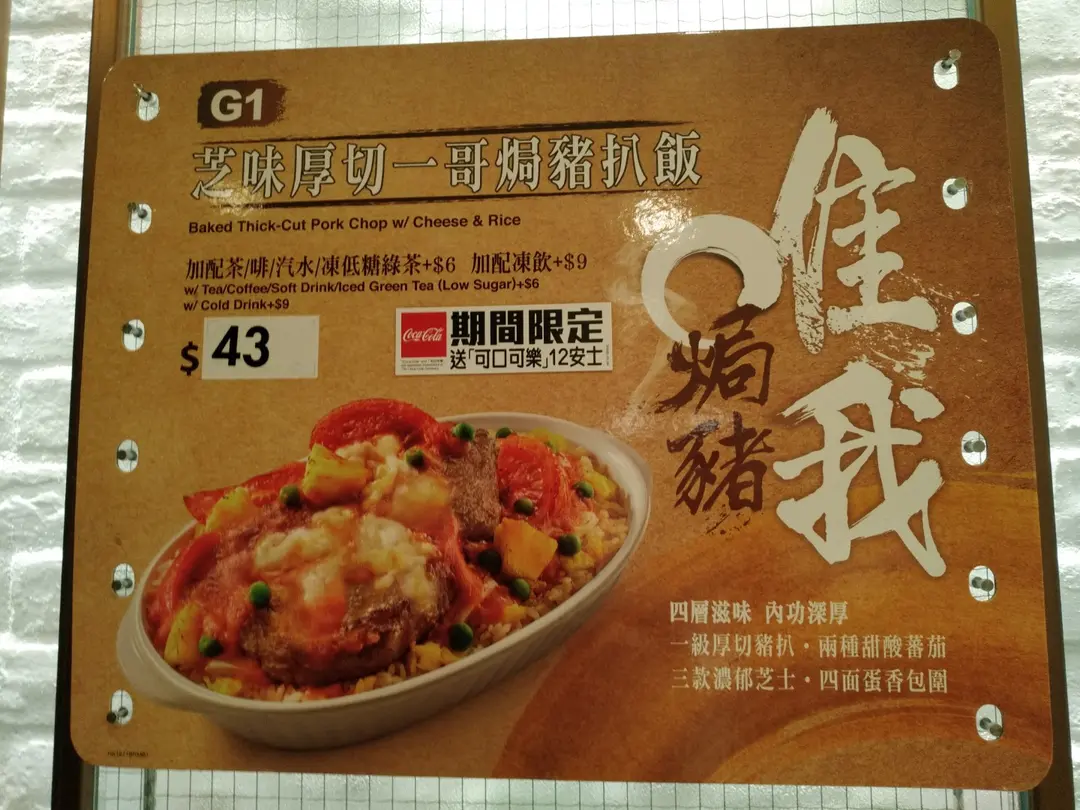 G1
芝味厚切一哥焗豬扒飯
Baked Thick-Cut Pork Chop w/ Cheese & Rice
加配茶/啡/汽水/凍低糖綠茶+$6 加配凍飲+$9
w/ Tea/Coffee/Soft Drink/Iced Green Tea (Low Sugar)+$6
w/ Cold Drink+$9
$43
Coca-Cola
期間限定
送「可口可樂」12安士
唯我
焗豬
四層滋味 內功深厚
一級厚切豬扒・兩種甜酸蕃茄
三款濃郁芝士・四面蛋香包圍